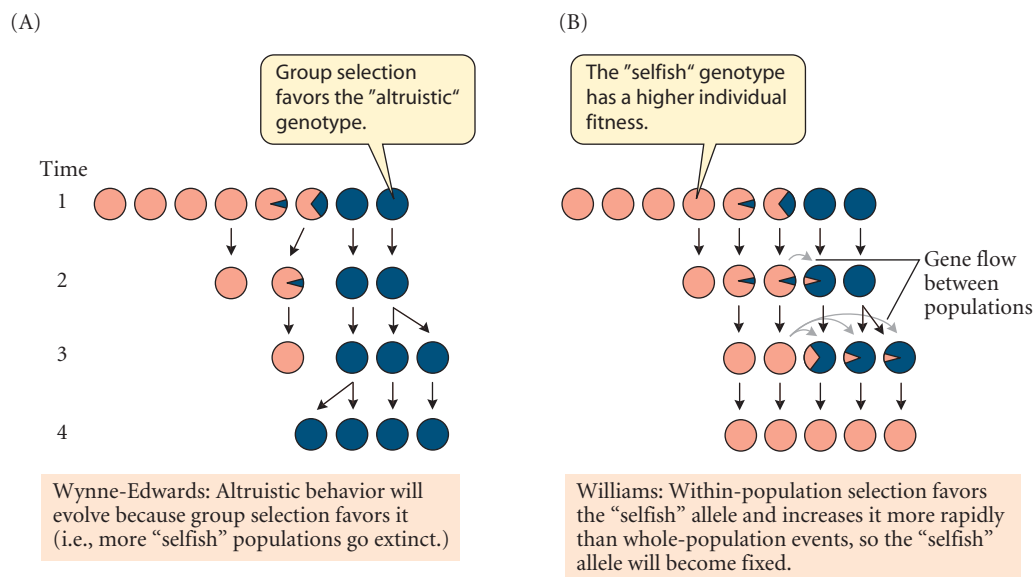 (A)
Group selection
favors the "altruistic“
genotype.
Time
1
2
3
4
Wynne-Edwards: Altruistic behavior will
evolve because group selection favors it
(i.e., more “selfish” populations go extinct.)
(B)
The "selfish“ genotype
has a higher individual
fitness.
Gene flow
between
populations
Williams: Within-population selection favors
the “selfish” allele and increases it more rapidly
than whole-population events, so the “selfish”
allele will become fixed.